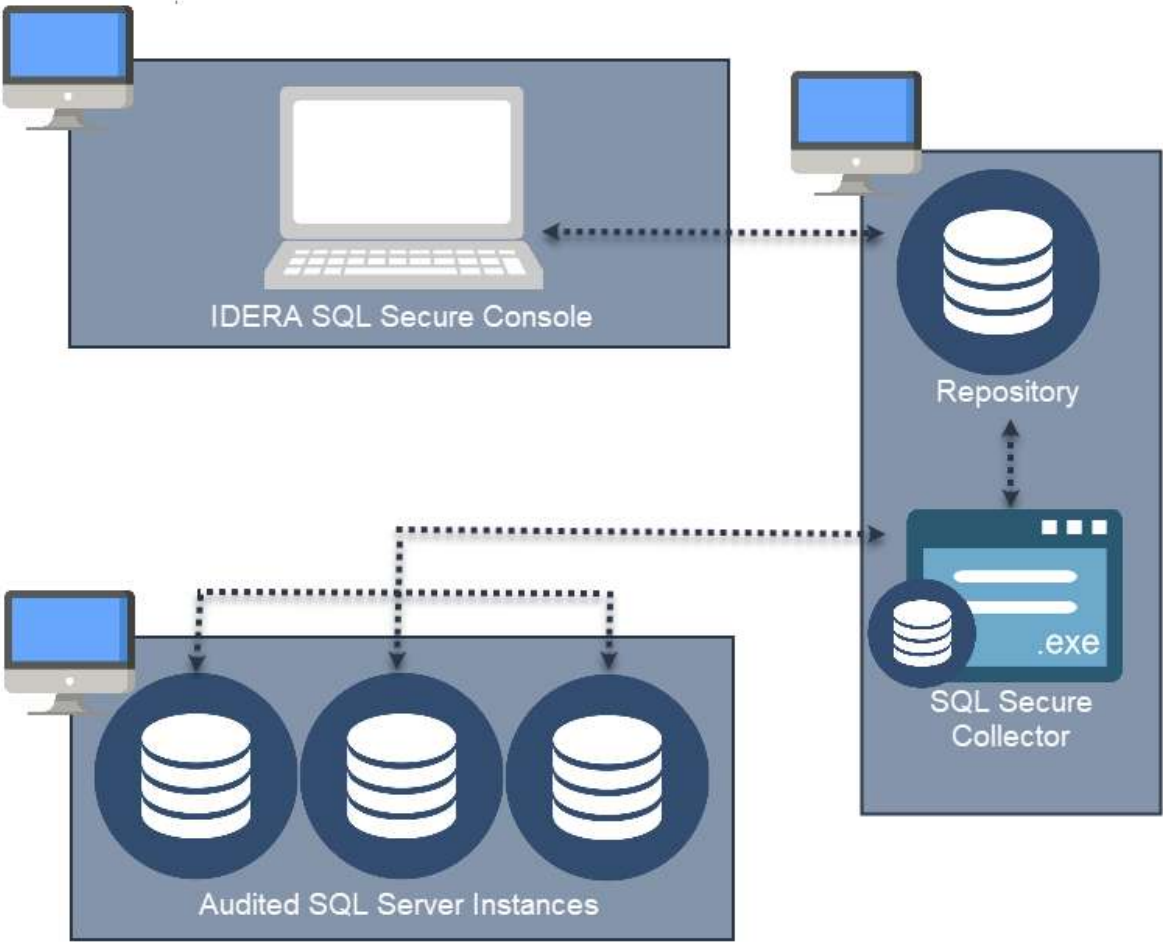 IDERA SQL Secure Console
Repository
.exe
SQL Secure
Collector
Audited SQL Server Instances